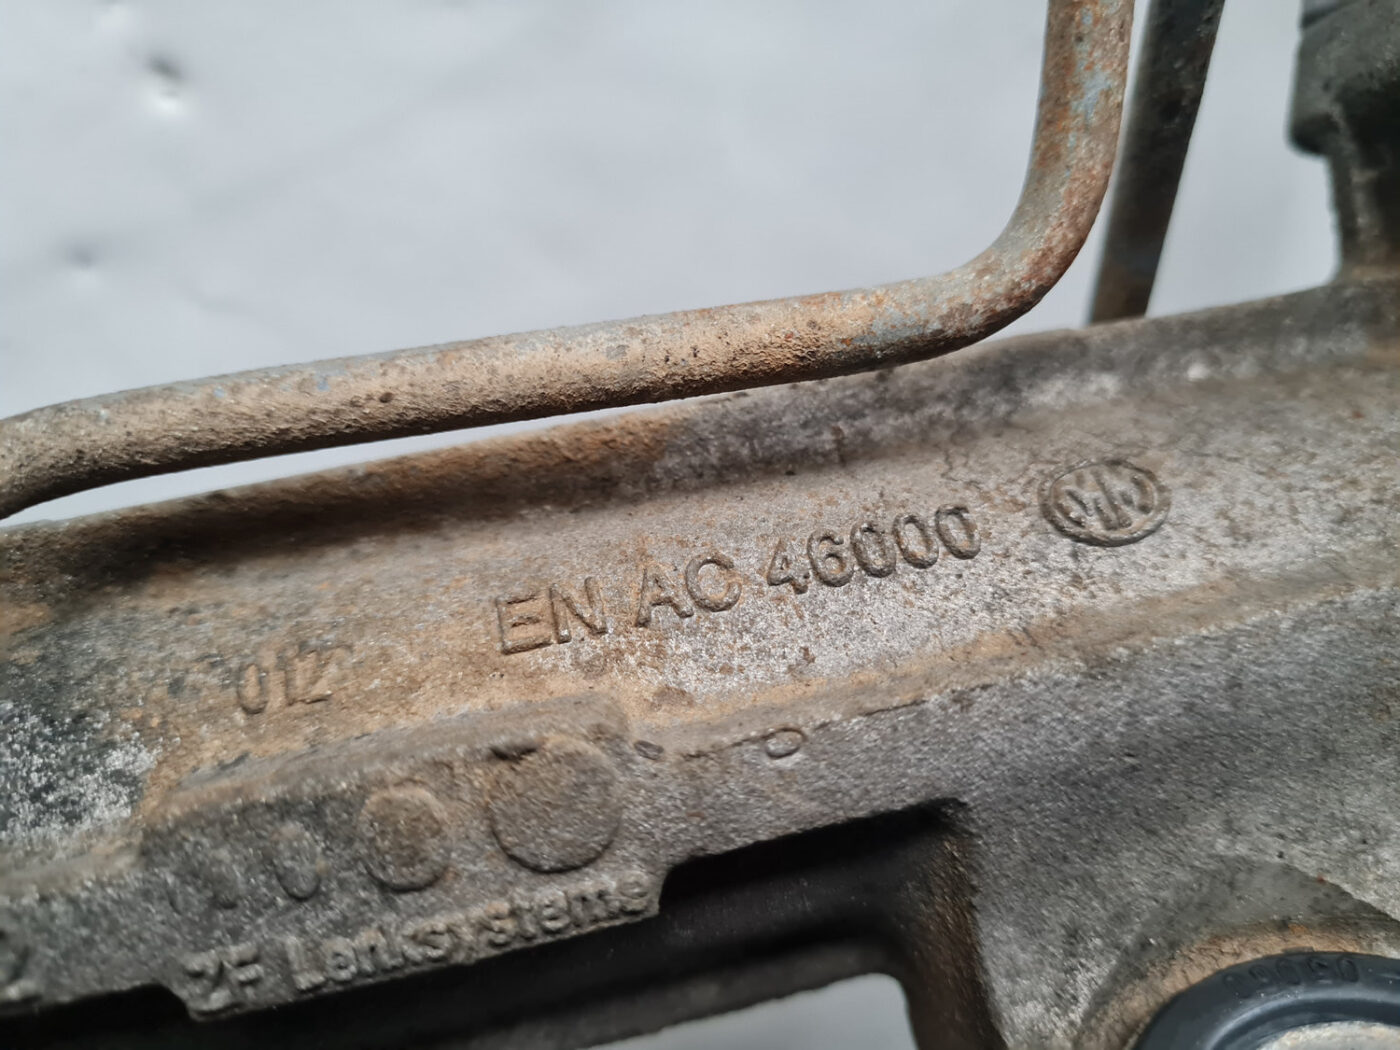 EN AC 46000
012
ZF Lenksysteme